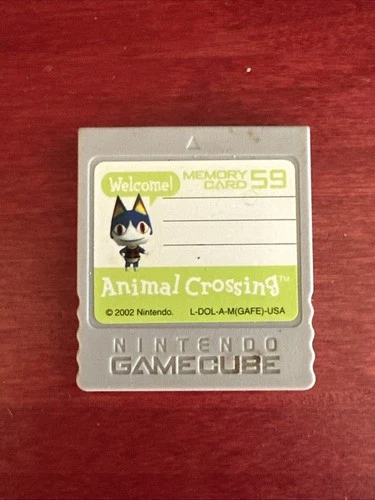 Welcome!
MEMORY CARD 59
Animal Crossing™
© 2002 Nintendo. L-DOL-A-M(GAFE)-USA
NINTENDO
GAMECUBE